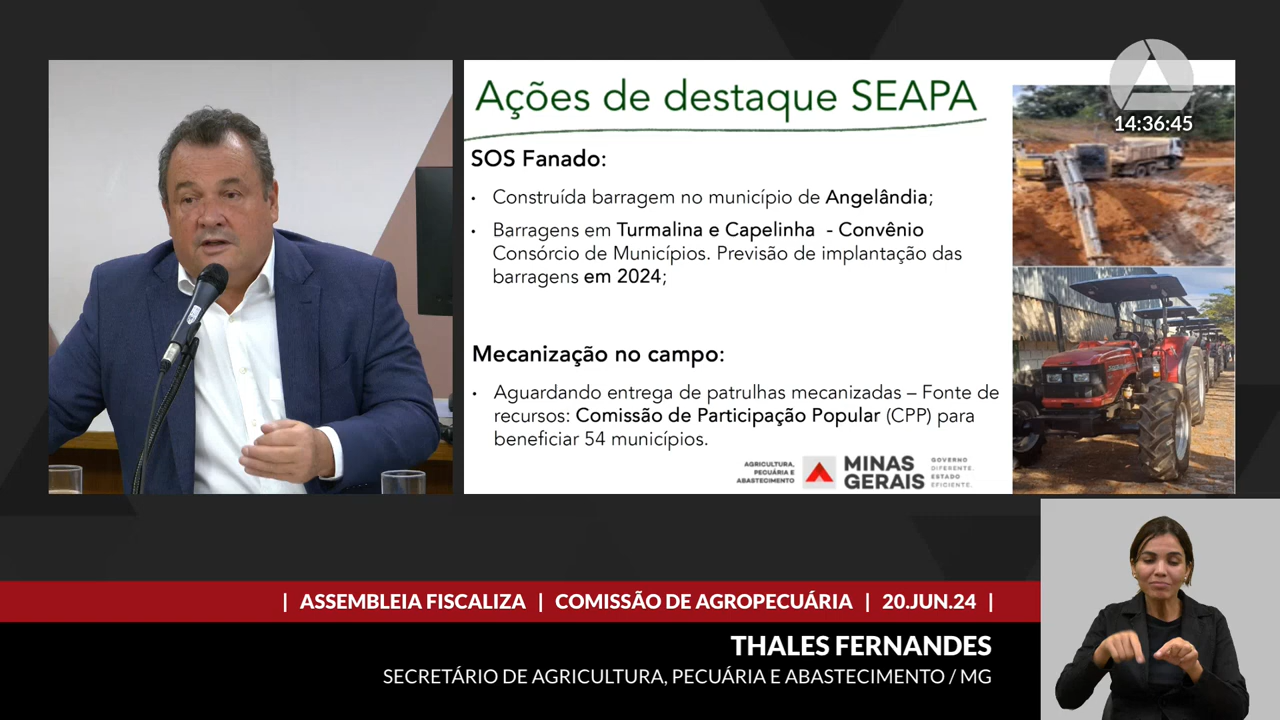 Ações de destaque SEAPA
14:36:45
SOS Fanado:
• Construída barragem no município de Angelândia;
• Barragens em Turmalina e Capelinha - Convênio
Consórcio de Municípios. Previsão de implantação das
barragens em 2024;
Mecanização no campo:
• Aguardando entrega de patrulhas mecanizadas – Fonte de
recursos: Comissão de Participação Popular (CPP) para
beneficiar 54 municípios.
AGRICULTURA,
PECUÁRIA E
ABASTECIMENTO
MINAS
GERAIS
GOVERNO
DIFERENTE.
ESTADO
EFICIENTE.
| ASSEMBLEIA FISCALIZA | COMISSÃO DE AGROPECUÁRIA | 20.JUN.24 |
THALES FERNANDES
SECRETÁRIO DE AGRICULTURA, PECUÁRIA E ABASTECIMENTO / MG